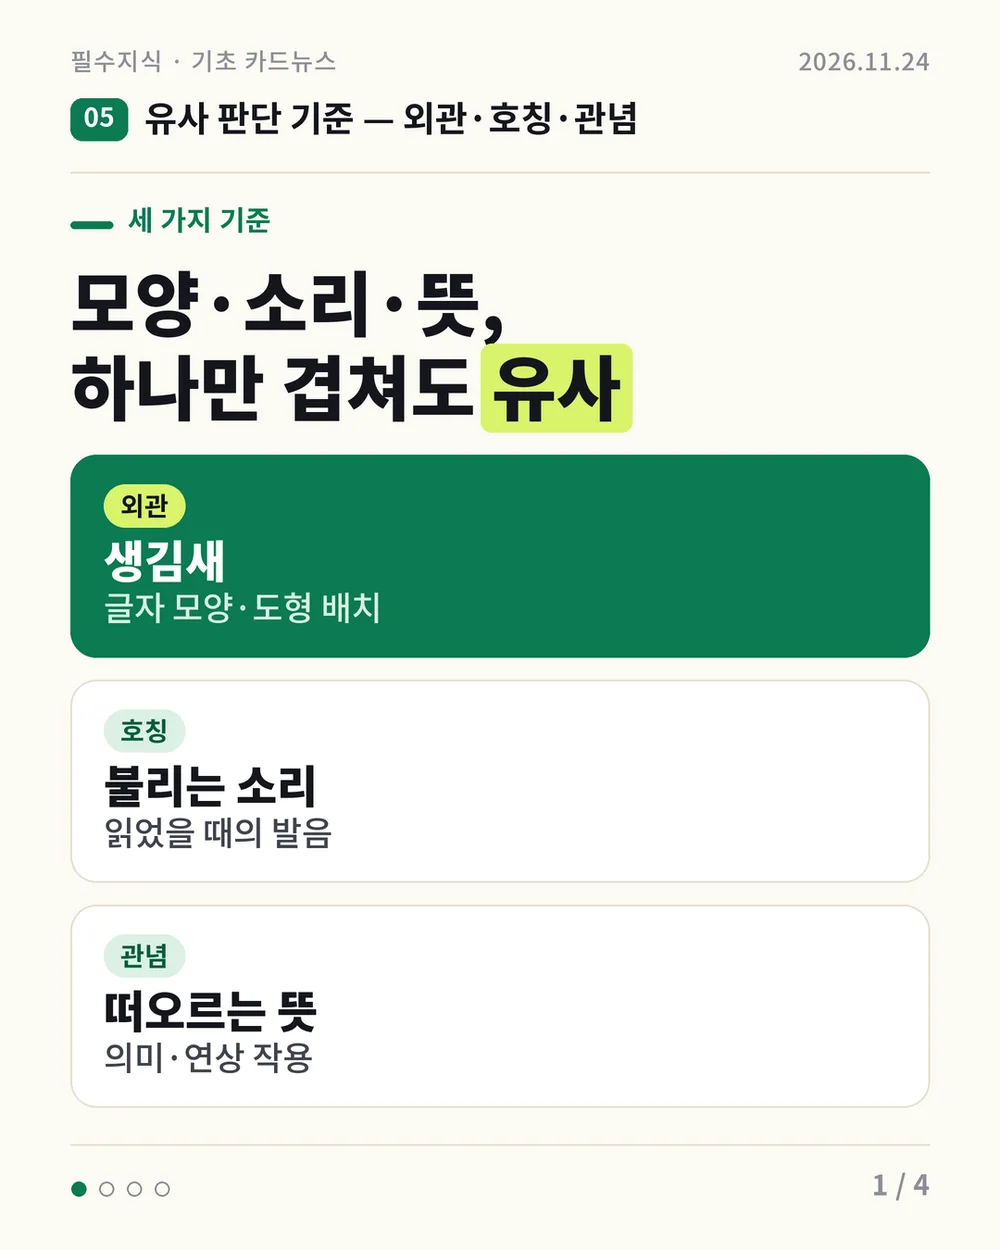 필수지식 · 기초 카드뉴스
2026.11.24
05 유사 판단 기준 — 외관·호칭·관념
세 가지 기준
모양·소리·뜻,
하나만 겹쳐도 유사
외관
생김새
글자 모양·도형 배치
호칭
불리는 소리
읽었을 때의 발음
관념
떠오르는 뜻
의미·연상 작용
1 / 4